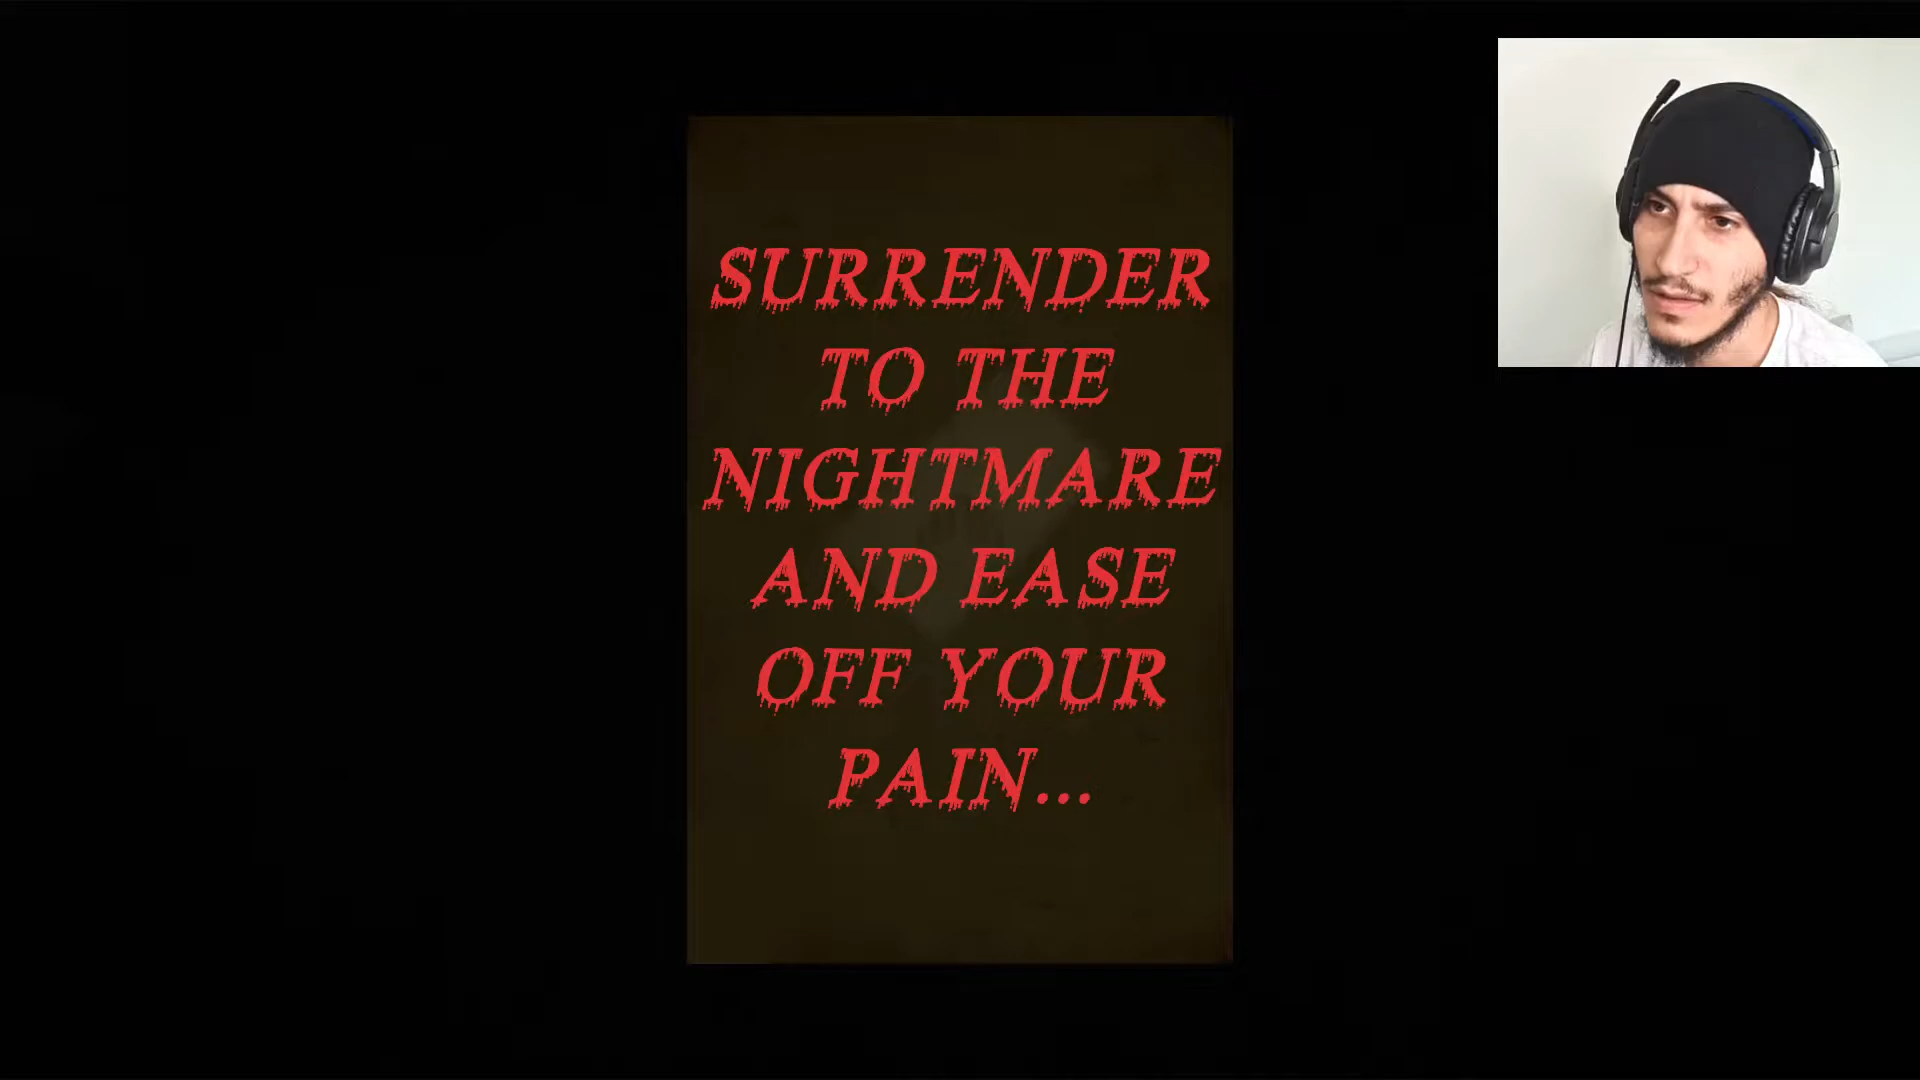 SURRENDER
TO THE
NIGHTMARE
AND EASE
OFF YOUR
PAIN...